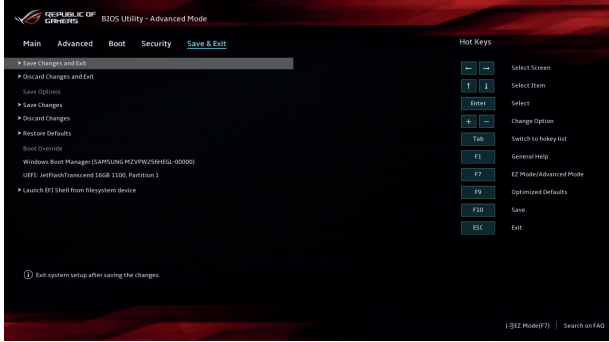 REPUBLIC OF
GAMERS
BIOS Utility - Advanced Mode
Main Advanced Boot Security Save & Exit
Save Changes and Exit
Discard Changes and Exit
Save Options
Save Changes
Discard Changes
Restore Defaults
Boot Override
Windows Boot Manager (SAMSUNG MZVPW256HEGL-00000)
UEFI: JetFlashTranscend 16GB 1100, Partition 1
Launch EFI Shell from filesystem device
Exit system setup after saving the changes.
Hot Keys
← → Select Screen
↑ ↓ Select Item
Enter Select
+ − Change Option
Tab Switch to hokey list
F1 General Help
F7 EZ Mode/Advanced Mode
F9 Optimized Defaults
F10 Save
ESC Exit
EZ Mode(F7) | Search on FAQ